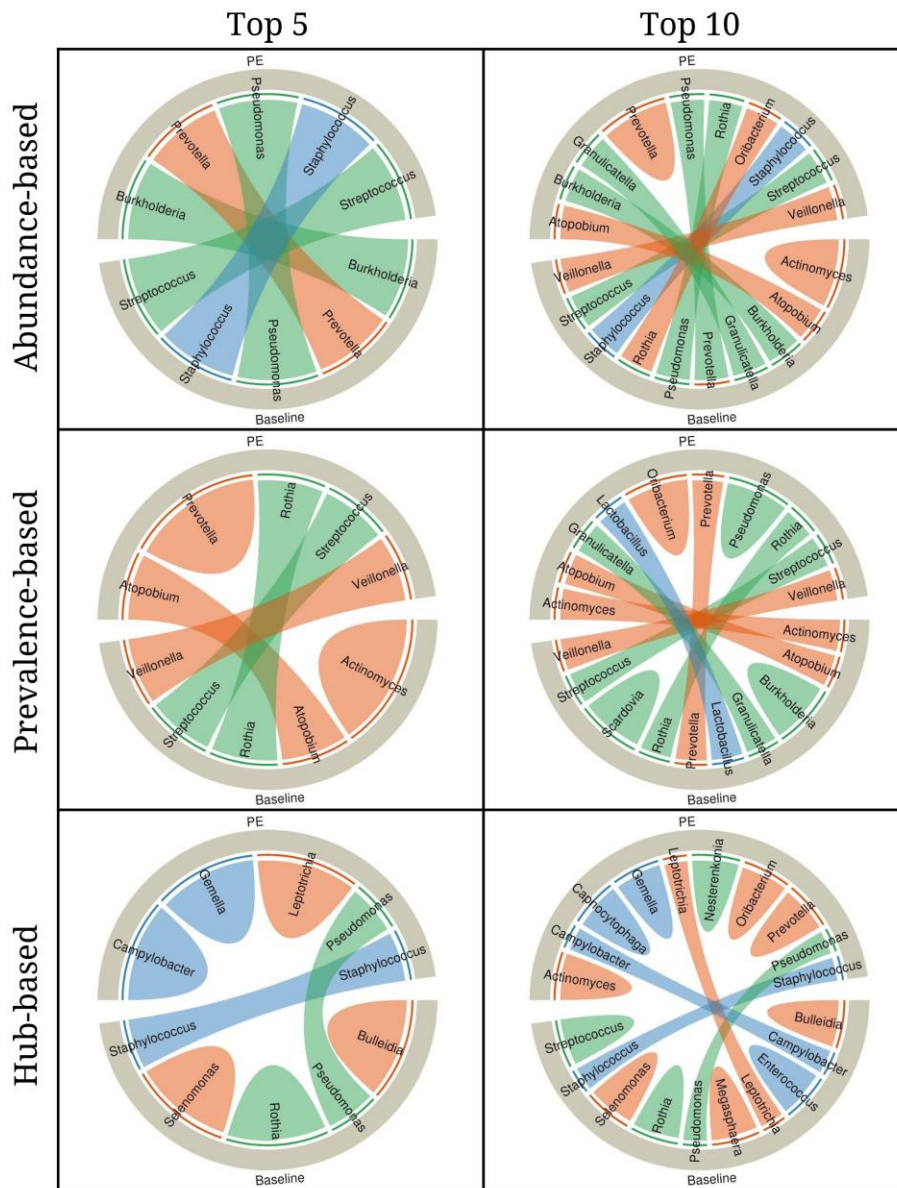 Top 5
Top 10
Abundance-based
PE
Burkholderia
Prevotella
Pseudomonas
Staphylococcus
Streptococcus
Burkholderia
Prevotella
Pseudomonas
Staphylococcus
Streptococcus
Baseline
PE
Atopobium
Burkholderia
Granulicatella
Prevotella
Pseudomonas
Rothia
Oribacterium
Staphylococcus
Streptococcus
Veillonella
Actinomyces
Atopobium
Burkholderia
Granulicatella
Prevotella
Pseudomonas
Rothia
Staphylococcus
Streptococcus
Veillonella
Baseline
Prevalence-based
PE
Atopobium
Prevotella
Rothia
Streptococcus
Veillonella
Actinomyces
Atopobium
Rothia
Streptococcus
Veillonella
Baseline
PE
Actinomyces
Atopobium
Granulicatella
Lactobacillus
Oribacterium
Prevotella
Pseudomonas
Rothia
Streptococcus
Veillonella
Actinomyces
Atopobium
Burkholderia
Granulicatella
Lactobacillus
Prevotella
Rothia
Scardovia
Streptococcus
Veillonella
Baseline
Hub-based
PE
Campylobacter
Gemella
Leptotrichia
Pseudomonas
Staphylococcus
Bulleidia
Pseudomonas
Rothia
Selenomonas
Staphylococcus
Baseline
PE
Actinomyces
Campylobacter
Capnocytophaga
Gemella
Leptotrichia
Nesterenkonia
Oribacterium
Prevotella
Pseudomonas
Staphylococcus
Bulleidia
Campylobacter
Enterococcus
Leptotrichia
Megasphaera
Pseudomonas
Rothia
Selenomonas
Staphylococcus
Streptococcus
Baseline